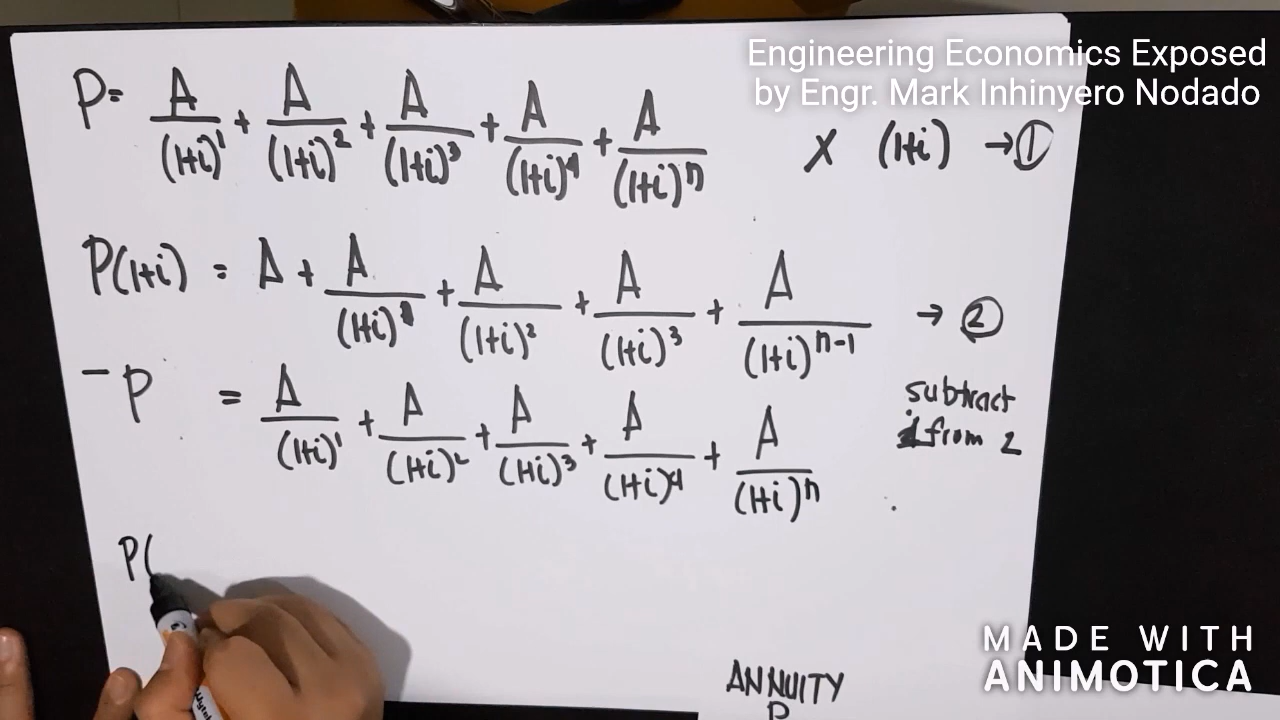 Engineering Economics Exposed
by Engr. Mark Inhinyero Nodado
P= A/(1+i)^1 + A/(1+i)^2 + A/(1+i)^3 + A/(1+i)^4 + A/(1+i)^n X (1+i) → ①
P(1+i) = A + A/(1+i)^1 + A/(1+i)^2 + A/(1+i)^3 + A/(1+i)^n-1 → ②
- P = A/(1+i)^1 + A/(1+i)^2 + A/(1+i)^3 + A/(1+i)^4 + A/(1+i)^n
subtract
1 from 2
P(
MADE WITH
ANIMOTICA
ANNUITY
P